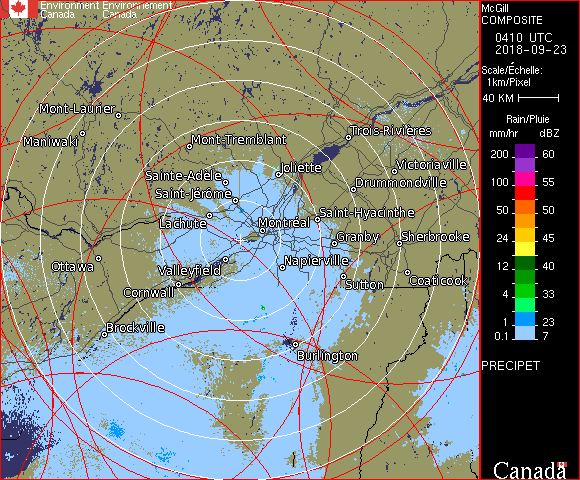 Environment Environnement
Canada Canada
McGill
COMPOSITE
0410 UTC
2018-09-23
Scale/Échelle:
1km/Pixel
40 KM
Rain/Pluie
mm/hr dBZ
200 60
100 55
50 50
24 45
12 40
4 33
1 23
0.1 7
PRECIPET
Canada
Mont-Laurier
Maniwaki
Mont-Tremblant
Trois-Rivières
Sainte-Adèle
Joliette
Victoriaville
Saint-Jérôme
Drummondville
Lachute
Montréal
Saint-Hyacinthe
Granby
Sherbrooke
Ottawa
Valleyfield
Napierville
Cornwall
Sutton
Coaticook
Brockville
Burlington